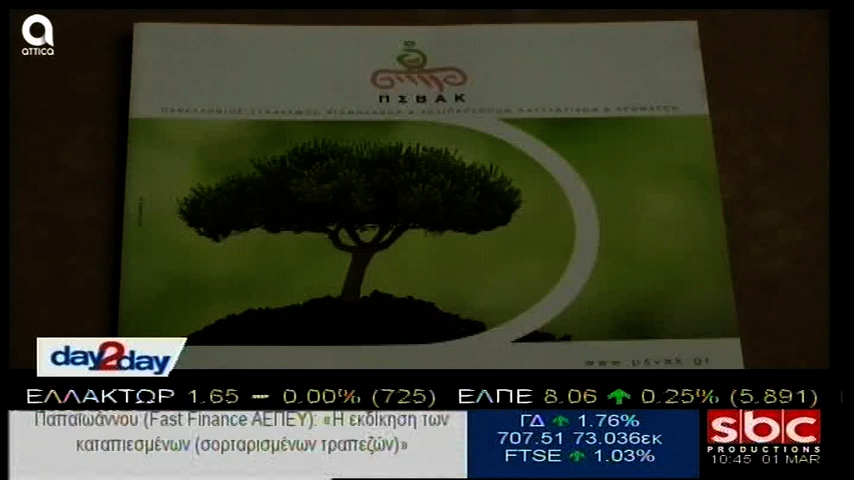 attica
ΠΣΒΑΚ
ΠΑΝΕΛΛΗΝΙΟΣ ΣΥΝΔΕΣΜΟΣ
www.psvak.gr
day2day
ΕΛΛΑΚΤΩΡ 1.65 0.00% (725) ΕΛΠΕ 8.06 0.25% (5.891)
Παπαϊωάννου (Fast Finance ΑΕΠΕΥ): «Η εκδίκηση των
καταπιεσμένων (σορταρισμένων τραπεζών)»
ΓΔ 1.76%
707.51 73.036εκ
FTSE 1.03%
sbc
PRODUCTIONS
10:45 01 MAR